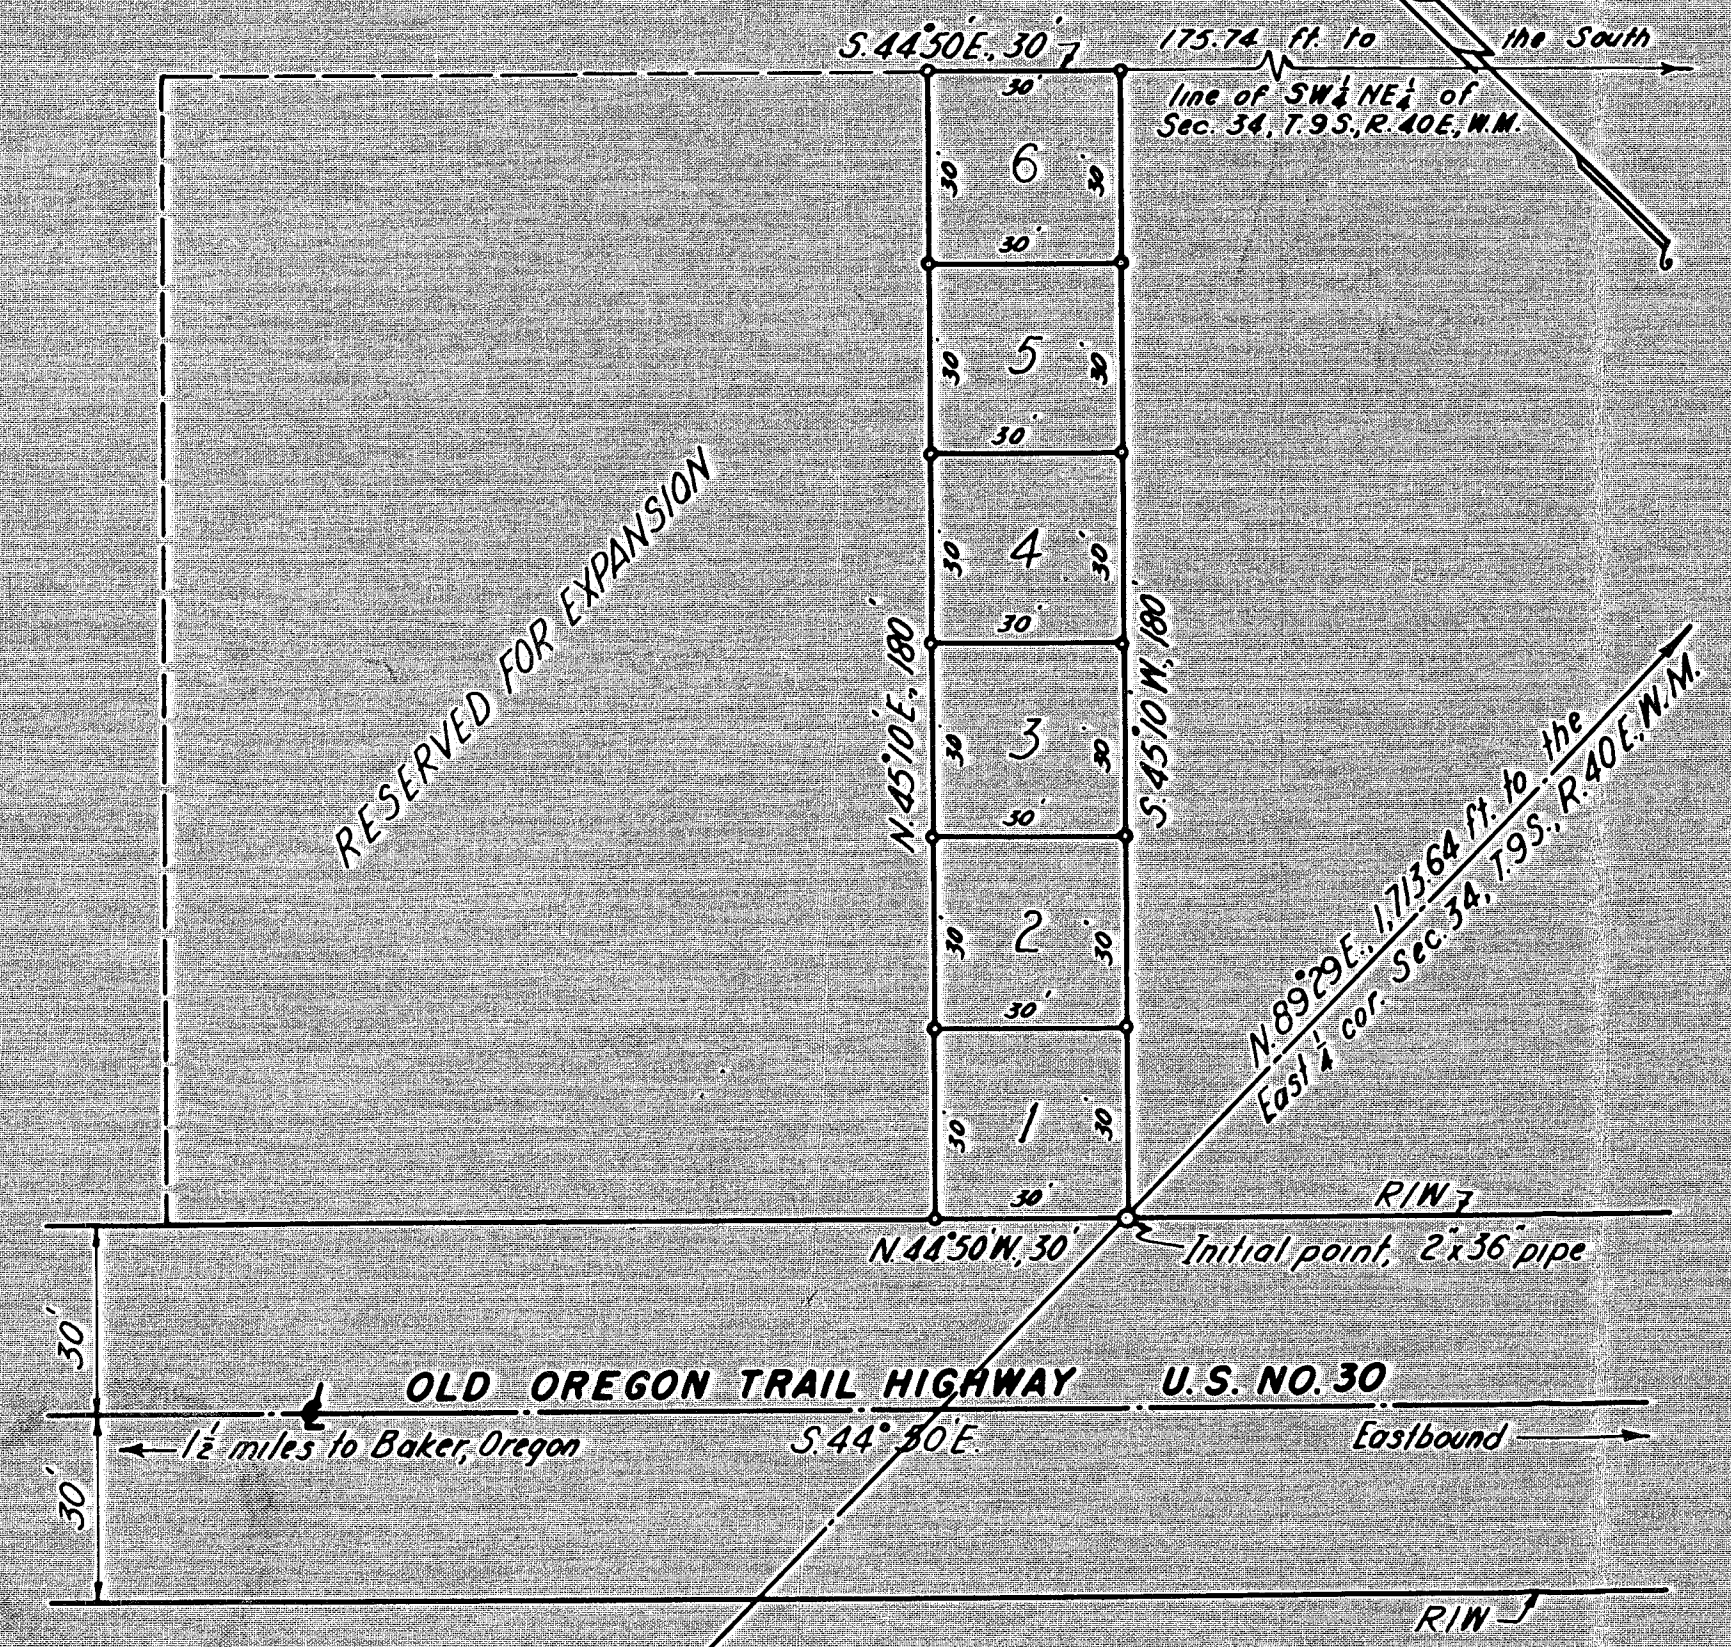 S. 44°50'E., 30'
175.74 ft. to the South
line of SW¼ NE¼ of
Sec. 34, T.9S., R.40E., W.M.
30'
30' 6 30'
30'
30' 5 30'
30'
30' 4 30'
30'
N. 45°10'E., 180'
S. 45°10'W., 180'
RESERVED FOR EXPANSION
30' 3 30'
30'
30' 2 30'
30'
N. 89°29'E., 1,713.64 ft. to the
East ¼ cor. Sec. 34, T.9S., R.40E., W.M.
30' 1 30'
30'
R/W
N. 44°50'W., 30'
Initial point, 2"x36" pipe
30'
OLD OREGON TRAIL HIGHWAY U.S. NO. 30
1½ miles to Baker, Oregon
S. 44°50'E.
Eastbound
30'
R/W